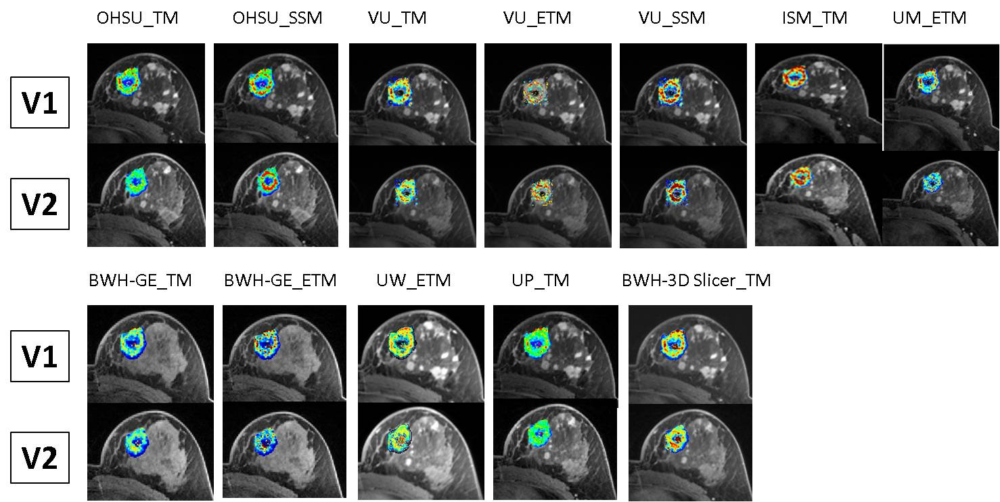 OHSU_TM OHSU_SSM VU_TM VU_ETM VU_SSM ISM_TM UM_ETM
V1
V2
BWH-GE_TM BWH-GE_ETM UW_ETM UP_TM BWH-3D Slicer_TM
V1
V2